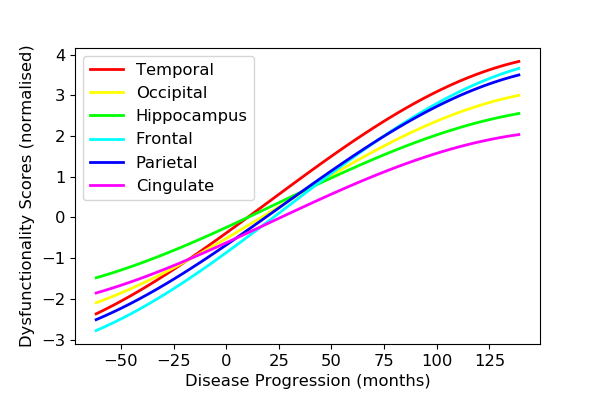 4
3
2
1
0
−1
−2
−3
Dysfunctionality Scores (normalised)
Temporal
Occipital
Hippocampus
Frontal
Parietal
Cingulate
−50 −25 0 25 50 75 100 125
Disease Progression (months)